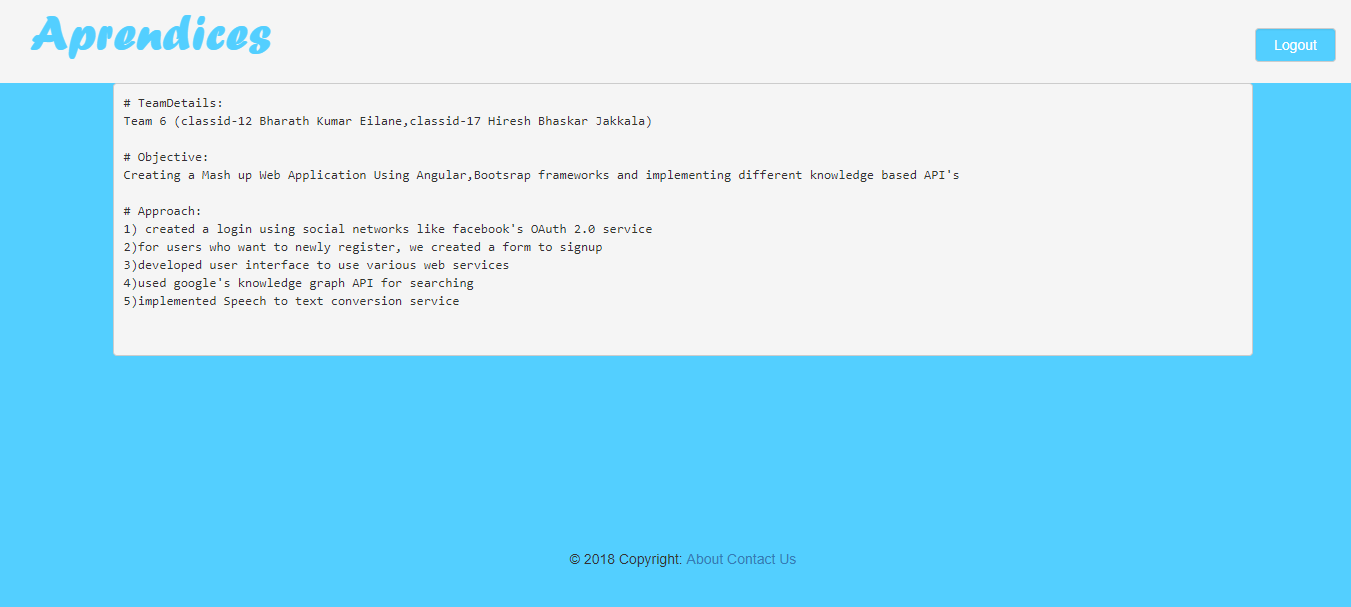 Aprendices
Logout
# TeamDetails:
Team 6 (classid-12 Bharath Kumar Eilane,classid-17 Hiresh Bhaskar Jakkala)
# Objective:
Creating a Mash up Web Application Using Angular,Bootsrap frameworks and implementing different knowledge based API's
# Approach:
1) created a login using social networks like facebook's OAuth 2.0 service
2)for users who want to newly register, we created a form to signup
3)developed user interface to use various web services
4)used google's knowledge graph API for searching
5)implemented Speech to text conversion service
© 2018 Copyright: About Contact Us